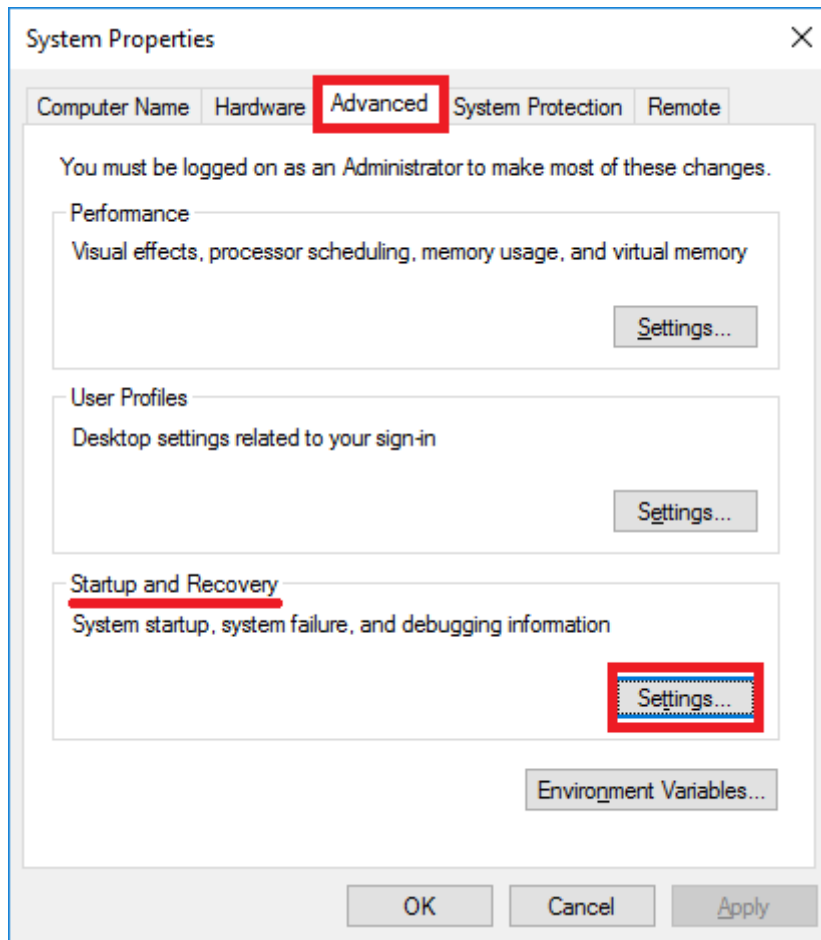 System Properties
Computer Name Hardware Advanced System Protection Remote
You must be logged on as an Administrator to make most of these changes.
Performance
Visual effects, processor scheduling, memory usage, and virtual memory
Settings...
User Profiles
Desktop settings related to your sign-in
Settings...
Startup and Recovery
System startup, system failure, and debugging information
Settings...
Environment Variables...
OK Cancel Apply